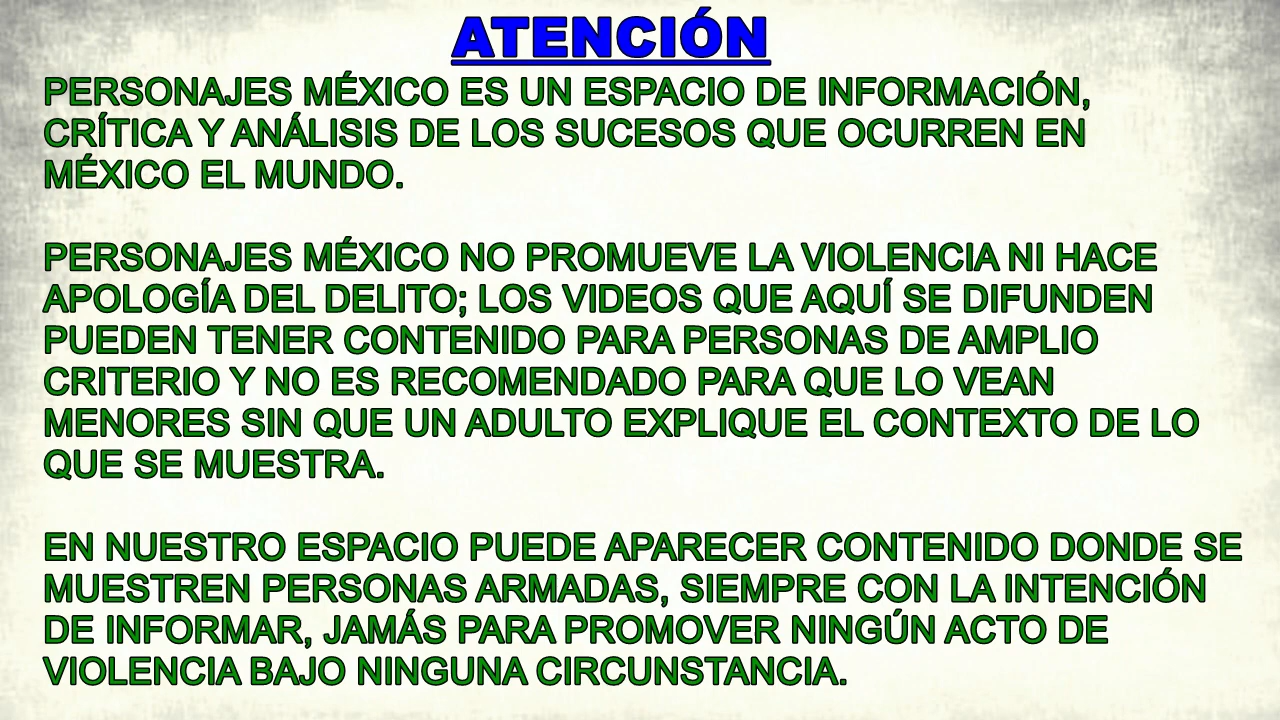 ATENCIÓN
PERSONAJES MÉXICO ES UN ESPACIO DE INFORMACIÓN,
CRÍTICA Y ANÁLISIS DE LOS SUCESOS QUE OCURREN EN
MÉXICO EL MUNDO.
PERSONAJES MÉXICO NO PROMUEVE LA VIOLENCIA NI HACE
APOLOGÍA DEL DELITO; LOS VIDEOS QUE AQUÍ SE DIFUNDEN
PUEDEN TENER CONTENIDO PARA PERSONAS DE AMPLIO
CRITERIO Y NO ES RECOMENDADO PARA QUE LO VEAN
MENORES SIN QUE UN ADULTO EXPLIQUE EL CONTEXTO DE LO
QUE SE MUESTRA.
EN NUESTRO ESPACIO PUEDE APARECER CONTENIDO DONDE SE
MUESTREN PERSONAS ARMADAS, SIEMPRE CON LA INTENCIÓN
DE INFORMAR, JAMÁS PARA PROMOVER NINGÚN ACTO DE
VIOLENCIA BAJO NINGUNA CIRCUNSTANCIA.